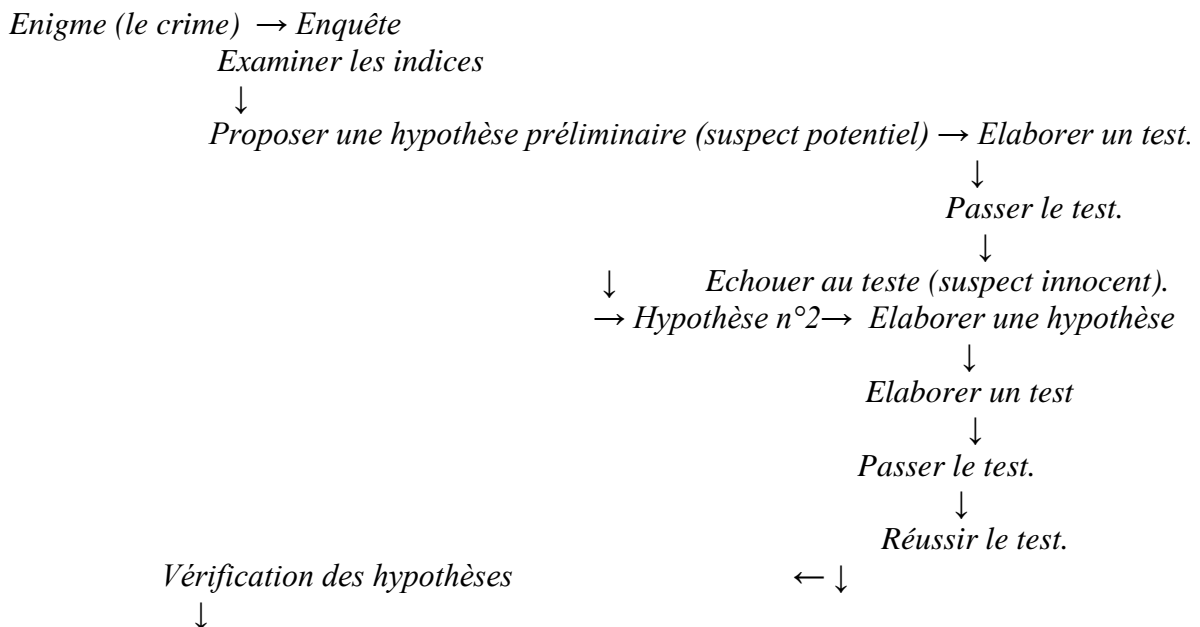 Enigme (le crime) → Enquête
Examiner les indices
↓
Proposer une hypothèse préliminaire (suspect potentiel) → Elaborer un test.
↓
Passer le test.
↓
↓ Echouer au teste (suspect innocent).
→ Hypothèse n°2→ Elaborer une hypothèse
↓
Elaborer un test
↓
Passer le test.
↓
Réussir le test.
Vérification des hypothèses ← ↓
↓